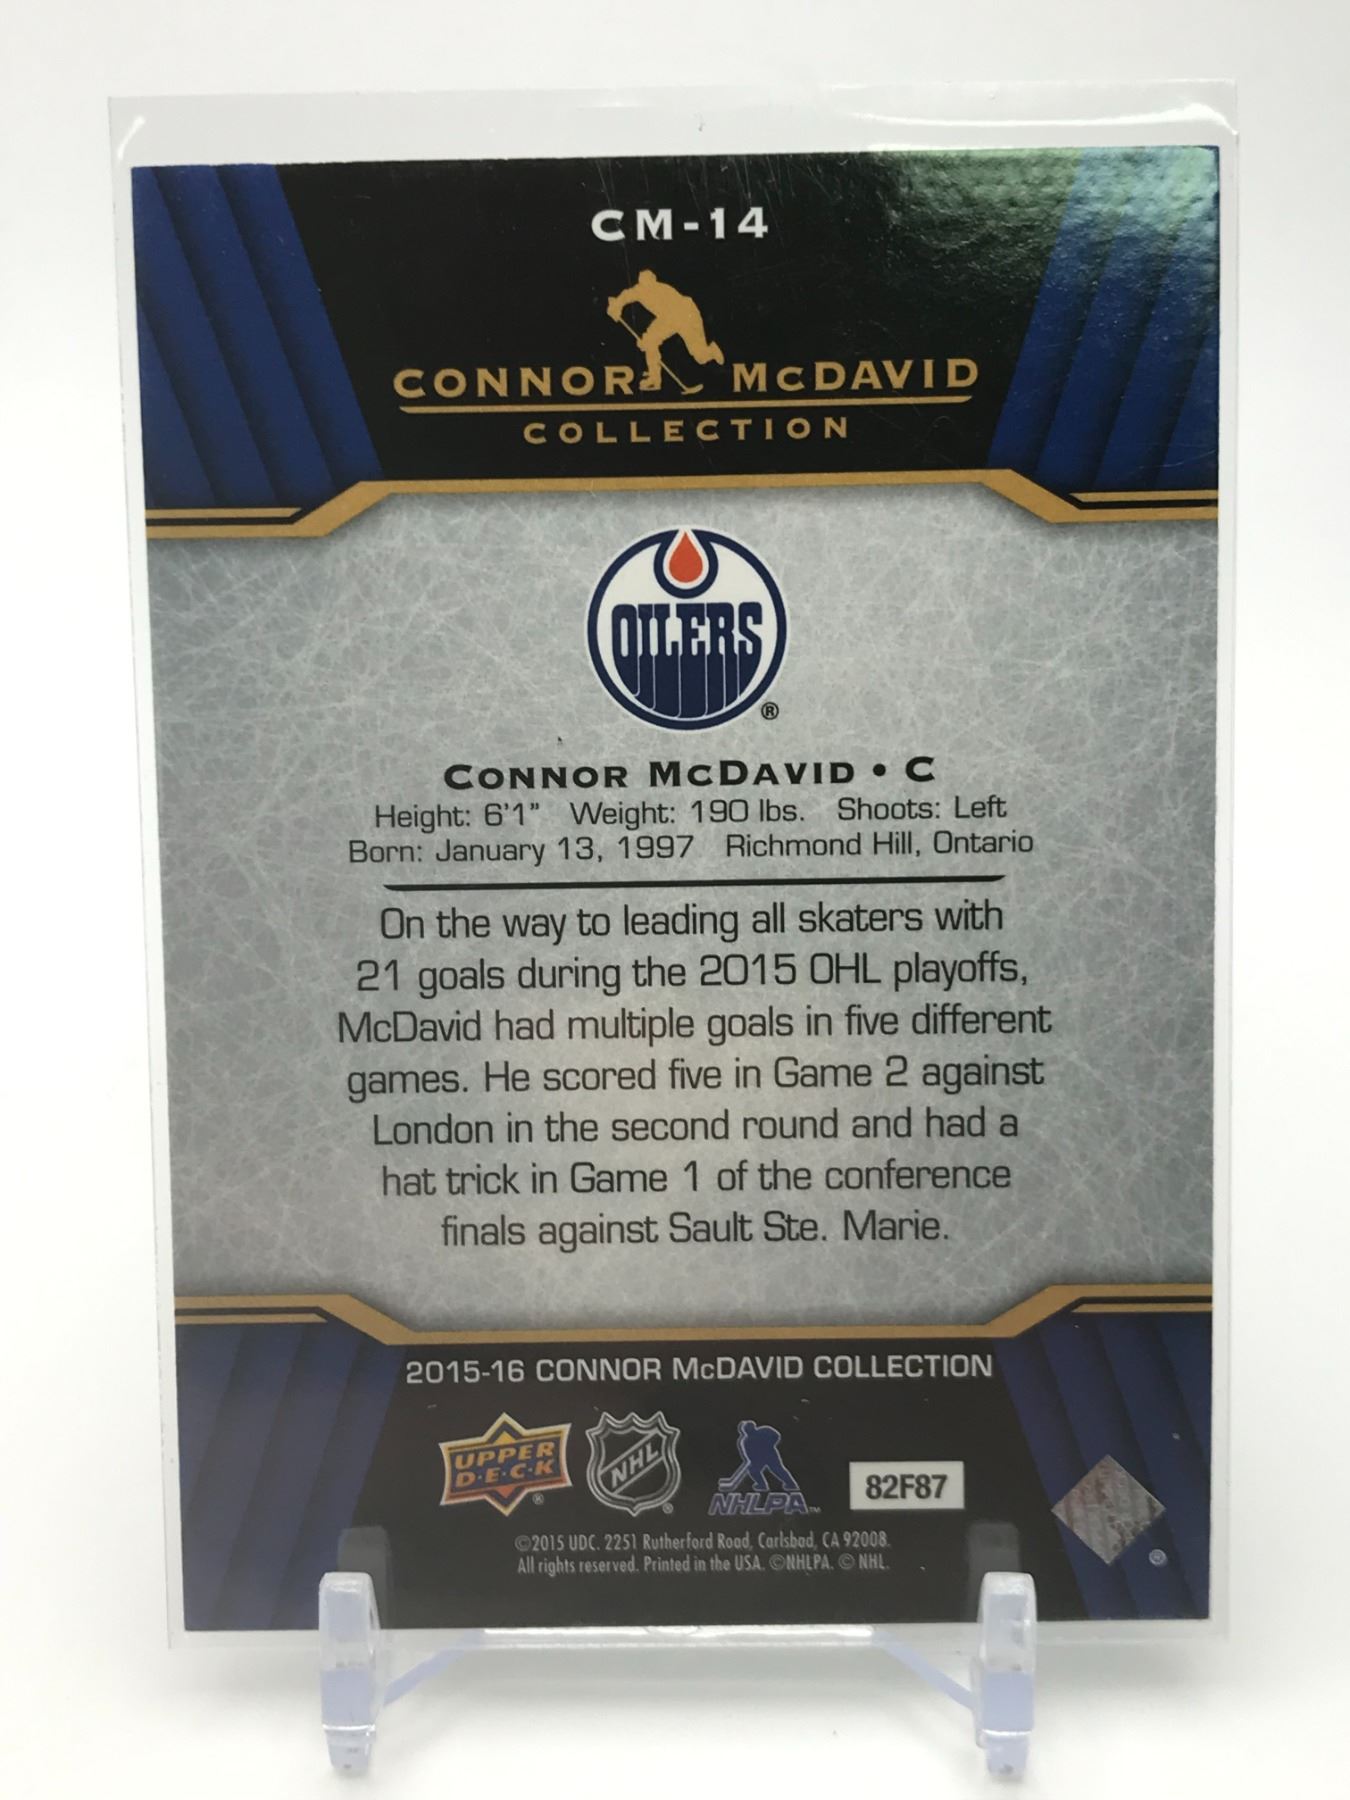 CM-14
CONNOR McDAVID
COLLECTION
OILERS
®
CONNOR McDAVID • C
Height: 6'1" Weight: 190 lbs. Shoots: Left
Born: January 13, 1997 Richmond Hill, Ontario
On the way to leading all skaters with
21 goals during the 2015 OHL playoffs,
McDavid had multiple goals in five different
games. He scored five in Game 2 against
London in the second round and had a
hat trick in Game 1 of the conference
finals against Sault Ste. Marie.
2015-16 CONNOR McDAVID COLLECTION
UPPER
D·E·C·K
®
NHL
®
NHLPA™
82F87
®
©2015 UDC. 2251 Rutherford Road, Carlsbad, CA 92008.
All rights reserved. Printed in the USA. ©NHLPA. © NHL.